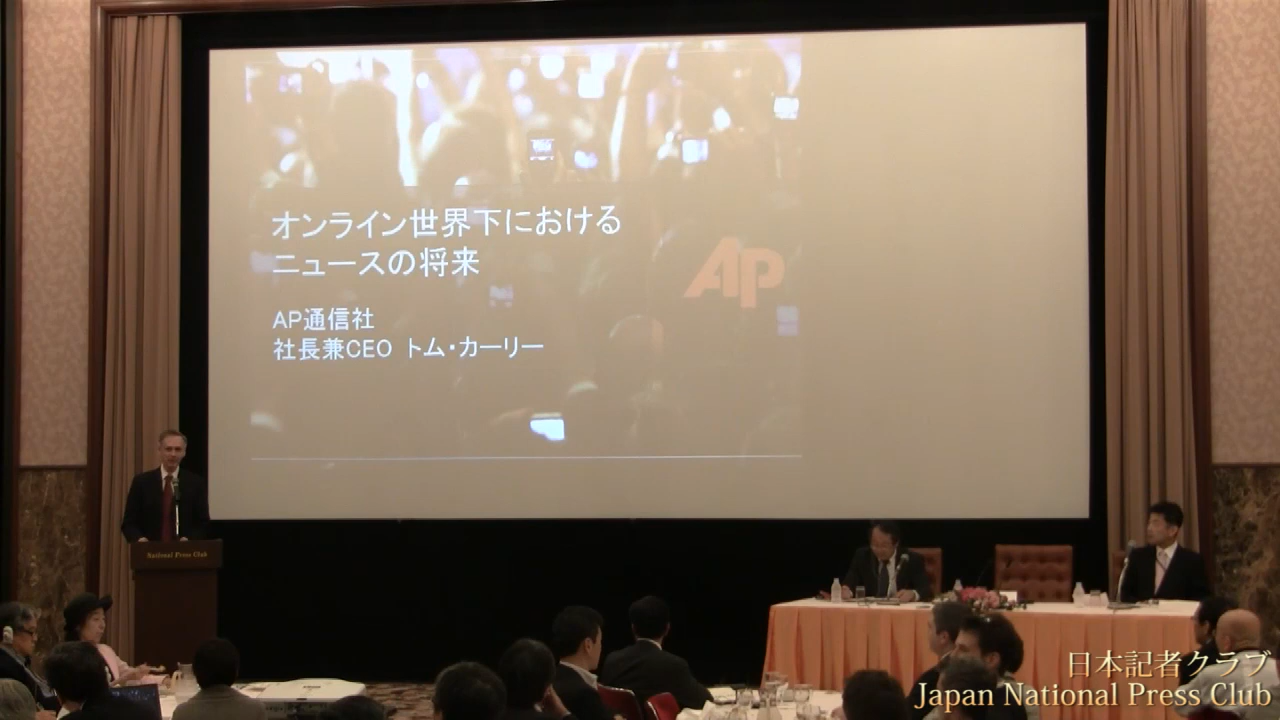 オンライン世界下における
ニュースの将来
AP
AP通信社
社長兼CEO トム・カーリー
National Press Club
日本記者クラブ
Japan National Press Club